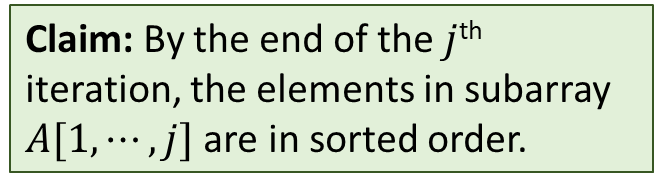 Claim: By the end of the jᵗʰ
iteration, the elements in subarray
A[1, ⋯ , j] are in sorted order.